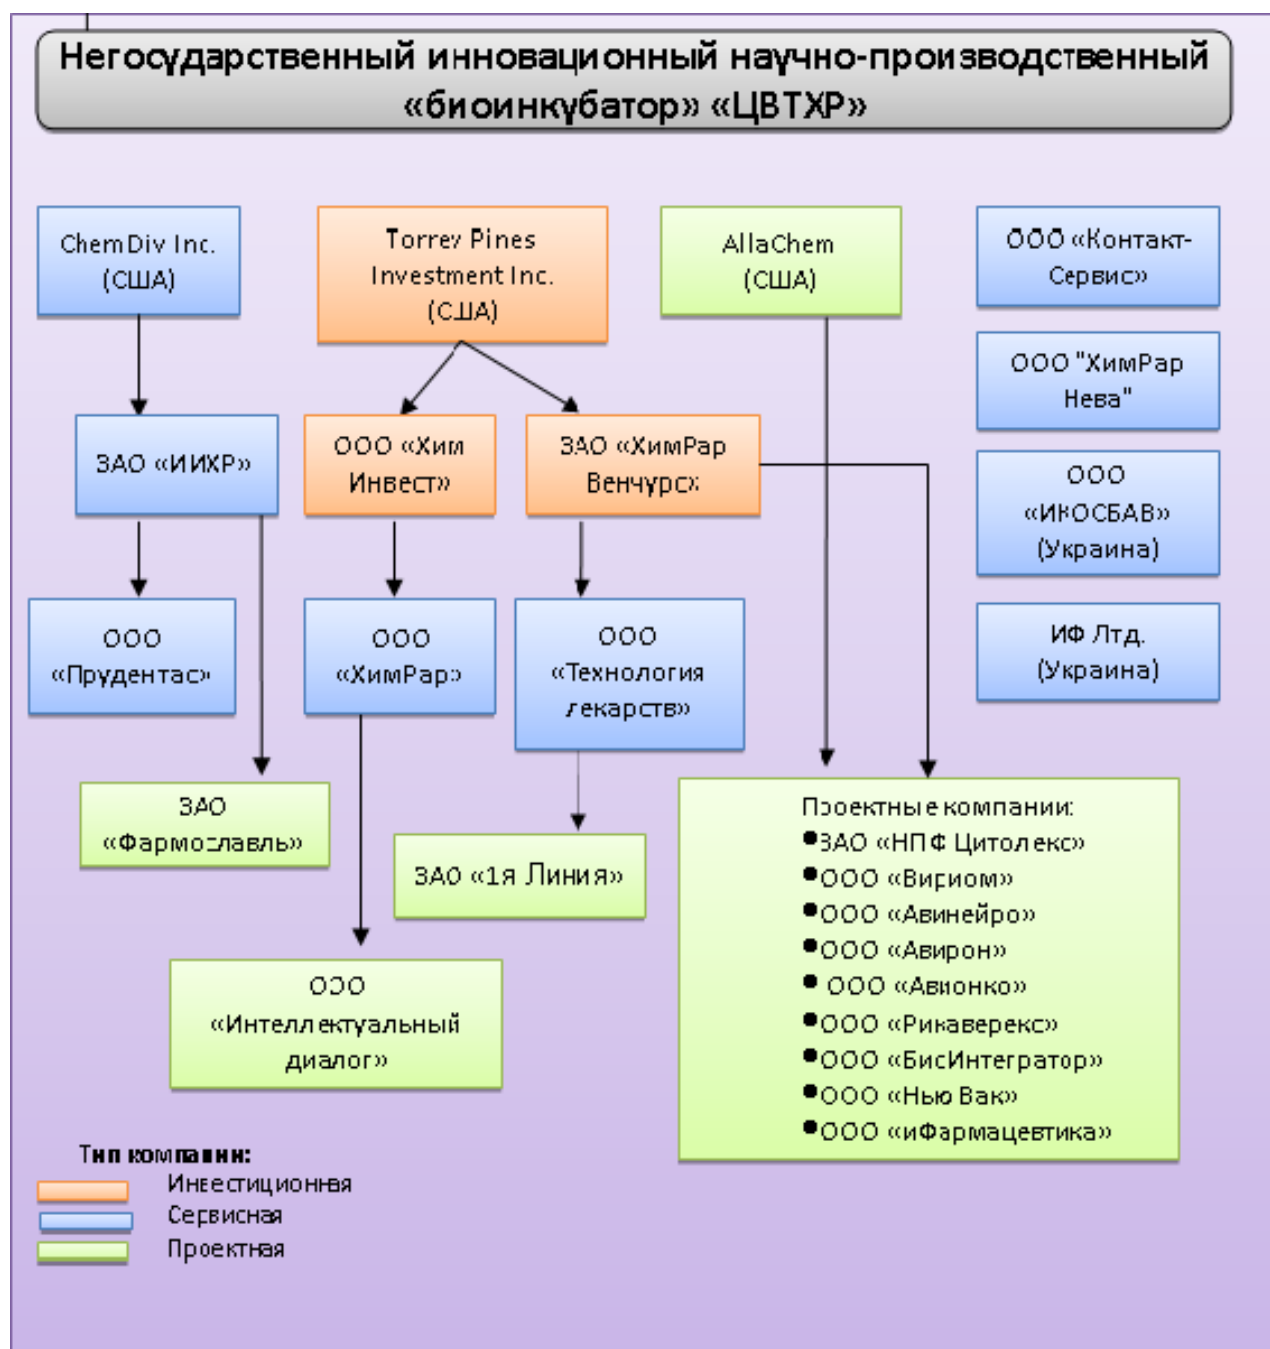 Негосударственный инновационный научно-производственный
«биоинкубатор» «ЦВТХР»
ChemDiv Inc.
(США)
Torrey Pines
Investment Inc.
(США)
AllaChem
(США)
ООО «Контакт-
Сервис»
ООО "ХимРар
Нева"
ООО
«ИКОСБАВ»
(Украина)
ИФ Лтд.
(Украина)
ЗАО «ИИХР»
ООО «Хим
Инвест»
ЗАО «ХимРар
Венчурс»
ООО
«Прудентас»
ООО
«ХимРар»
ООО
«Технология
лекарств»
ЗАО
«Фармославль»
ЗАО «1я Линия»
ООО
«Интеллектуальный
диалог»
Проектные компании:
•ЗАО «НПФ Цитолекс»
•ООО «Вириом»
•ООО «Авинейро»
•ООО «Авирон»
• ООО «Авионко»
•ООО «Рикаверекс»
•ООО «БисИнтегратор»
•ООО «Нью Вак»
•ООО «иФармацевтика»
Тип компании:
Инвестиционная
Сервисная
Проектная